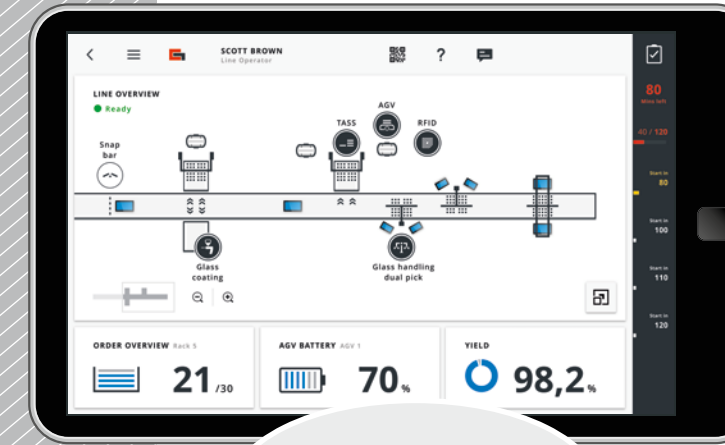 SCOTT BROWN
Line Operator
?
LINE OVERVIEW
Ready
Snap
bar
TASS
AGV
RFID
Glass
coating
Glass handling
dual pick
ORDER OVERVIEW Rack 5
21 /30
AGV BATTERY AGV 1
70 %
YIELD
98,2 %
80
Mins left
40 / 120
Start in
80
Start in
100
Start in
110
Start in
120